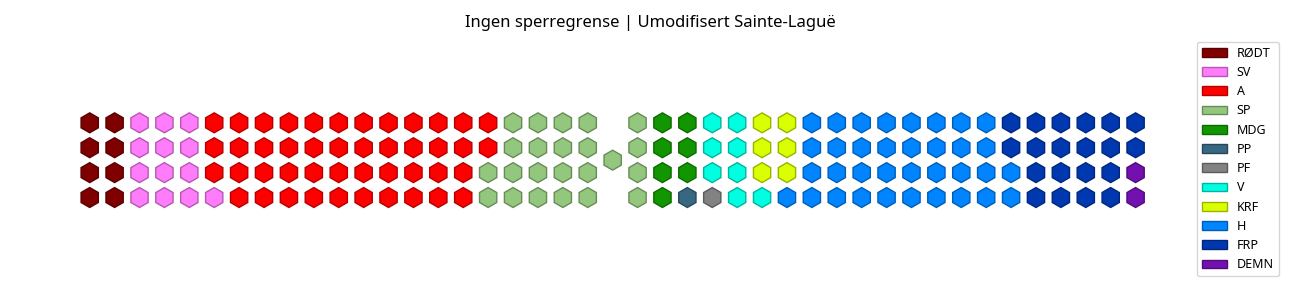 Ingen sperregrense | Umodifisert Sainte-Laguë
RØDT
SV
A
SP
MDG
PP
PF
V
KRF
H
FRP
DEMN